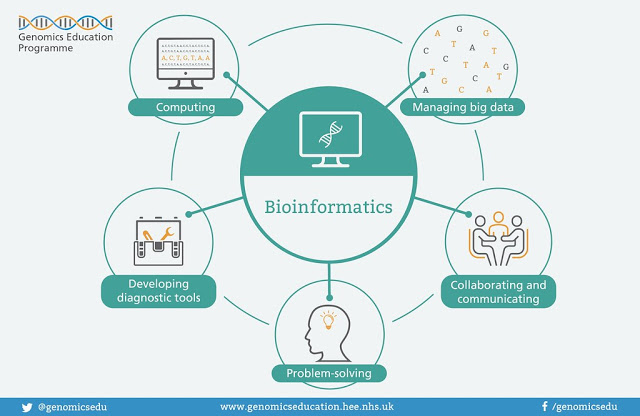 Genomics Education
Programme
A C T G T A A
Computing
A G G
C T A T
C
C T T A T G
T G C C A
A G C A T
Managing big data
Bioinformatics
Developing
diagnostic tools
Collaborating and
communicating
Problem-solving
@genomicsedu
www.genomicseducation.hee.nhs.uk
/genomicsedu